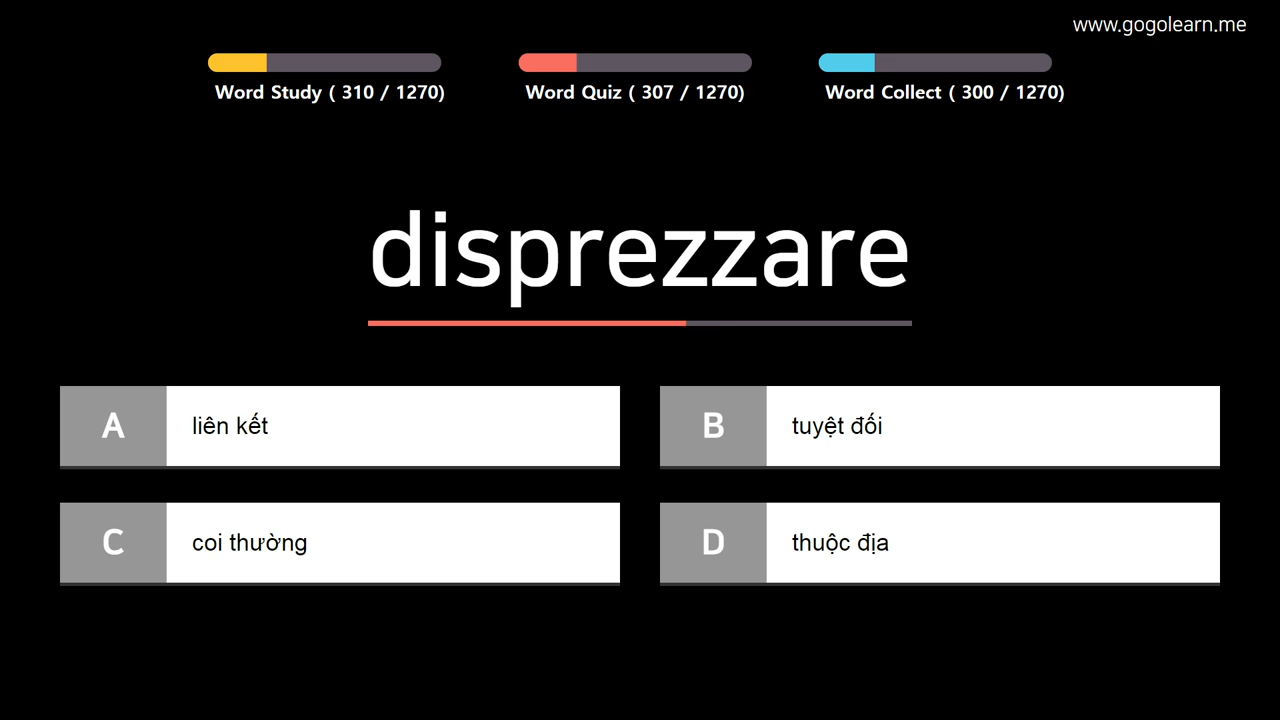 www.gogolearn.me
Word Study ( 310 / 1270)
Word Quiz ( 307 / 1270)
Word Collect ( 300 / 1270)
disprezzare
A
liên kết
B
tuyệt đối
C
coi thường
D
thuộc địa